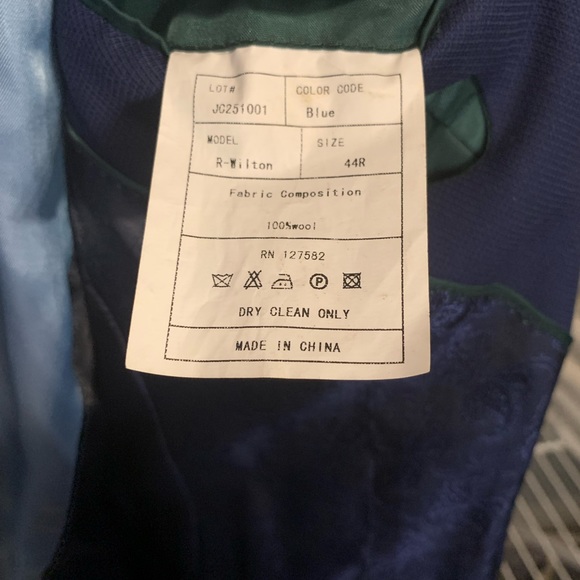 LOT#
COLOR CODE
JC251001
Blue
MODEL
SIZE
R-Wilton
44R
Fabric Composition
100%wool
RN 127582
P
DRY CLEAN ONLY
MADE IN CHINA